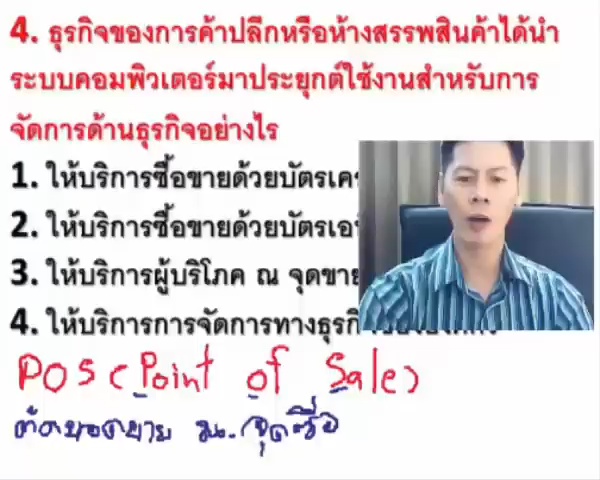 4. ธุรกิจของการค้าปลีกหรือห้างสรรพสินค้าได้นำ
ระบบคอมพิวเตอร์มาประยุกต์ใช้งานสำหรับการ
จัดการด้านธุรกิจอย่างไร
1. ให้บริการซื้อขายด้วยบัตร
2. ให้บริการซื้อขายด้วยบัตร
3. ให้บริการผู้บริโภค ณ จุดขาย
4. ให้บริการการจัดการทางธุรกิ
POS (Point of Sale)
ตัดยอดขาย ณ. จุดซื้อ